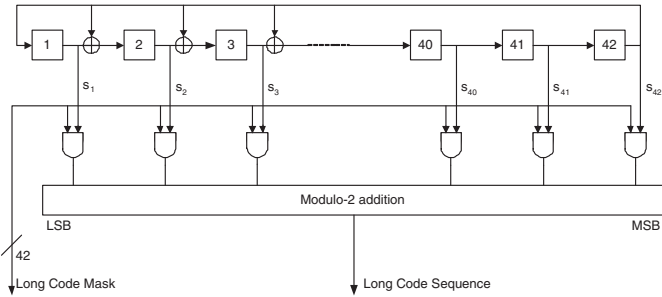 1 2 3 40 41 42
s1 s2 s3 s40 s41 s42
Modulo-2 addition
LSB MSB
42
Long Code Mask Long Code Sequence